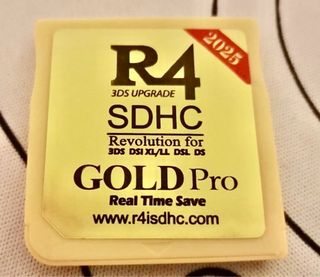 2025
R4
3DS UPGRADE
SDHC
Revolution for
3DS DSI XL/LL DSL DS
GOLD Pro
Real Time Save
www.r4isdhc.com